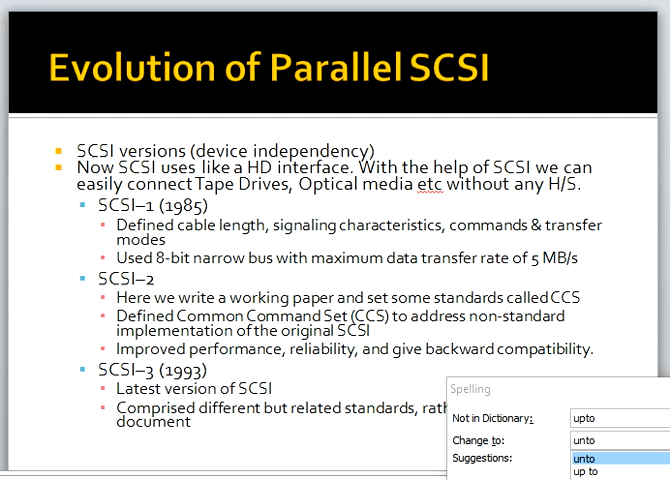 Evolution of Parallel SCSI
SCSI versions (device independency)
Now SCSI uses like a HD interface. With the help of SCSI we can
easily connect Tape Drives, Optical media etc without any H/S.
SCSI–1 (1985)
Defined cable length, signaling characteristics, commands & transfer
modes
Used 8-bit narrow bus with maximum data transfer rate of 5 MB/s
SCSI–2
Here we write a working paper and set some standards called CCS
Defined Common Command Set (CCS) to address non-standard
implementation of the original SCSI
Improved performance, reliability, and give backward compatibility.
SCSI–3 (1993)
Latest version of SCSI
Comprised different but related standards,
document
Spelling
Not in Dictionary: upto
Change to: unto
Suggestions: unto
up to